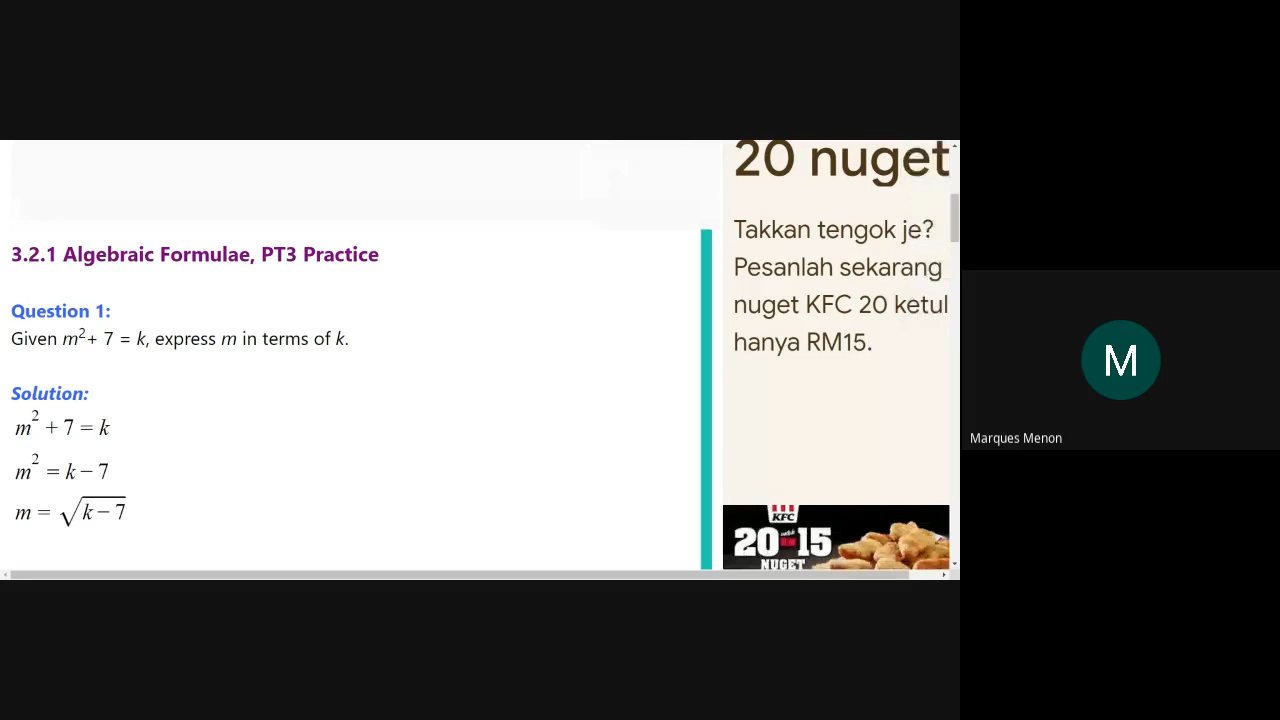 3.2.1 Algebraic Formulae, PT3 Practice
Question 1:
Given m²+ 7 = k, express m in terms of k.
Solution:
m² + 7 = k
m² = k − 7
m = √(k − 7)
20 nuget
Takkan tengok je?
Pesanlah sekarang
nuget KFC 20 ketul
hanya RM15.
KFC
20 15
NUGET
M
Marques Menon